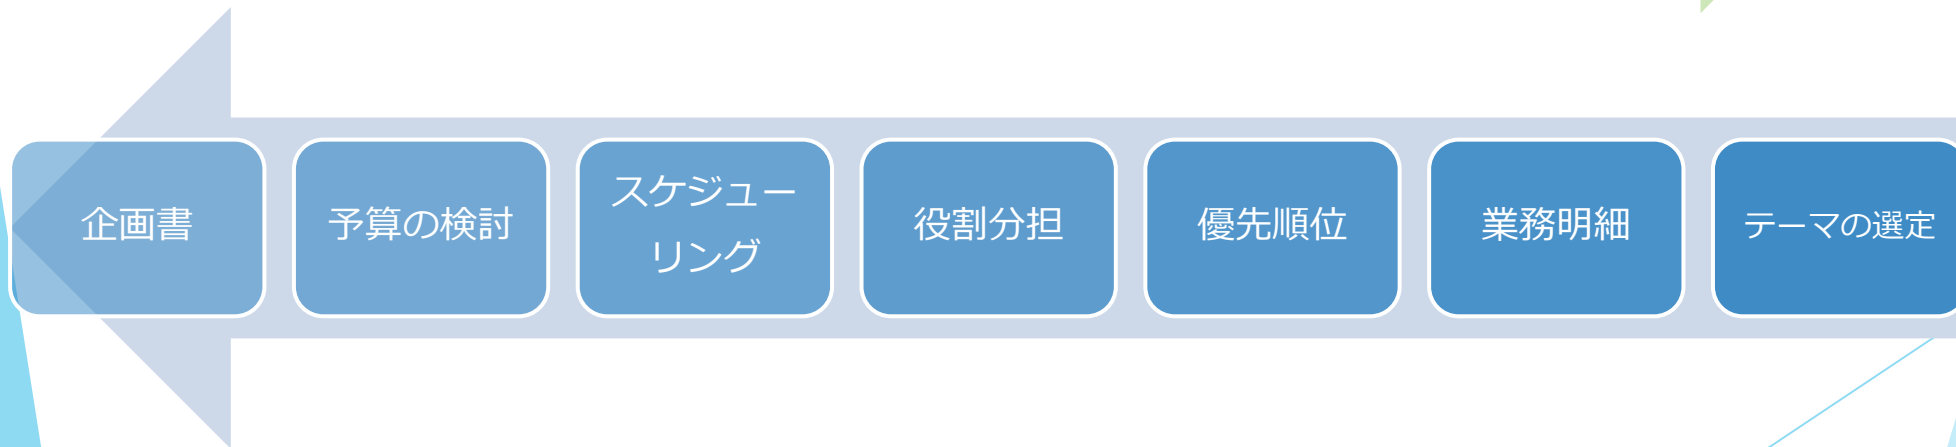 企画書
予算の検討
スケジュー
リング
役割分担
優先順位
業務明細
テーマの選定